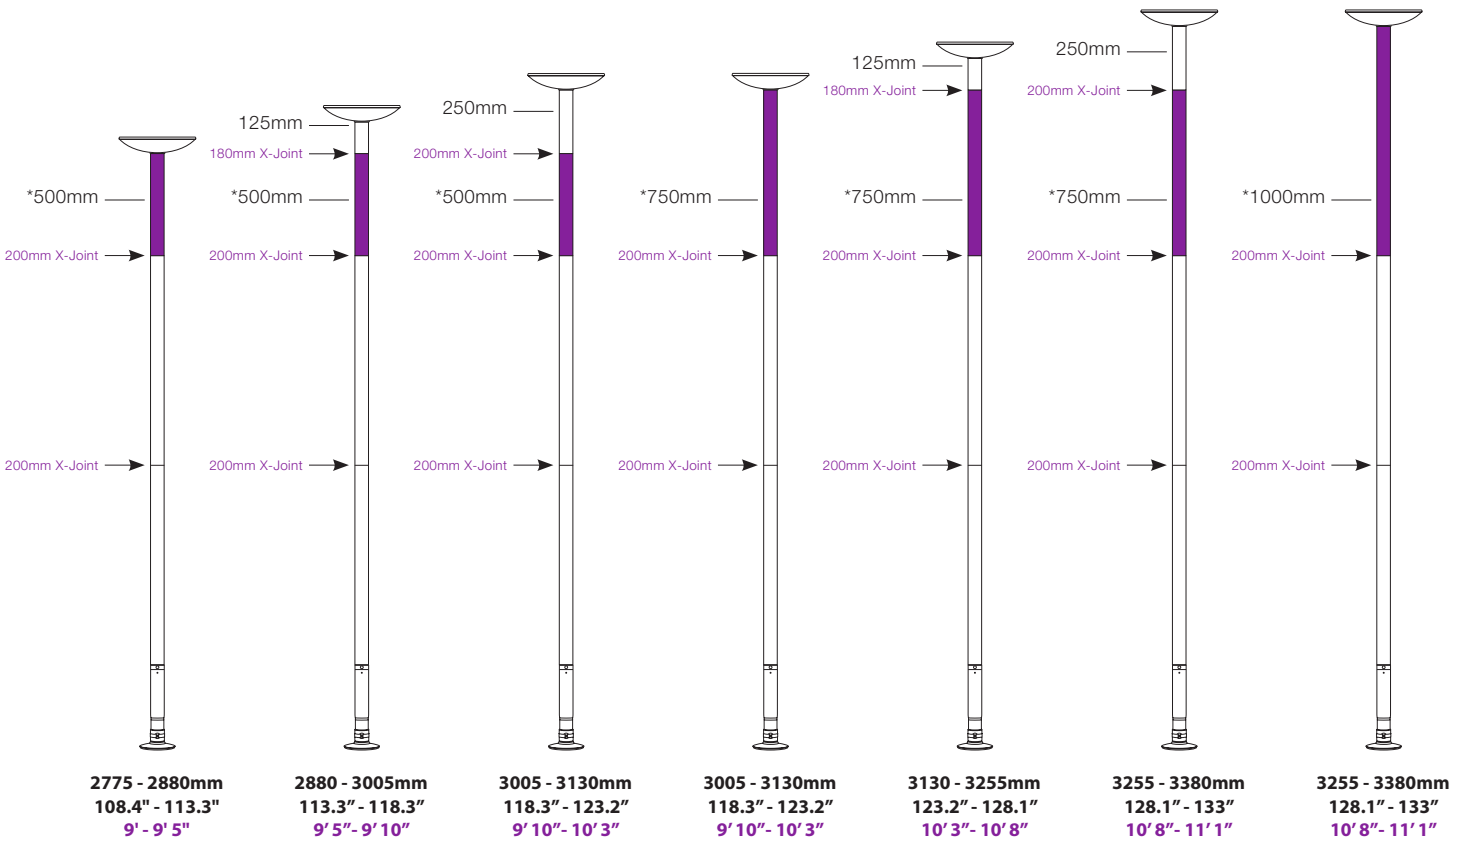 *500mm
200mm X-Joint
200mm X-Joint
2775 - 2880mm
108.4" - 113.3"
9' - 9' 5"
125mm
180mm X-Joint
*500mm
200mm X-Joint
200mm X-Joint
2880 - 3005mm
113.3” - 118.3”
9’ 5”- 9’ 10”
250mm
200mm X-Joint
*500mm
200mm X-Joint
200mm X-Joint
3005 - 3130mm
118.3” - 123.2”
9’ 10”- 10’ 3”
*750mm
200mm X-Joint
200mm X-Joint
3005 - 3130mm
118.3” - 123.2”
9’ 10”- 10’ 3”
125mm
180mm X-Joint
*750mm
200mm X-Joint
200mm X-Joint
3130 - 3255mm
123.2” - 128.1”
10’ 3”- 10’ 8”
250mm
200mm X-Joint
*750mm
200mm X-Joint
200mm X-Joint
3255 - 3380mm
128.1” - 133”
10’ 8”- 11’ 1”
*1000mm
200mm X-Joint
200mm X-Joint
3255 - 3380mm
128.1” - 133”
10’ 8”- 11’ 1”